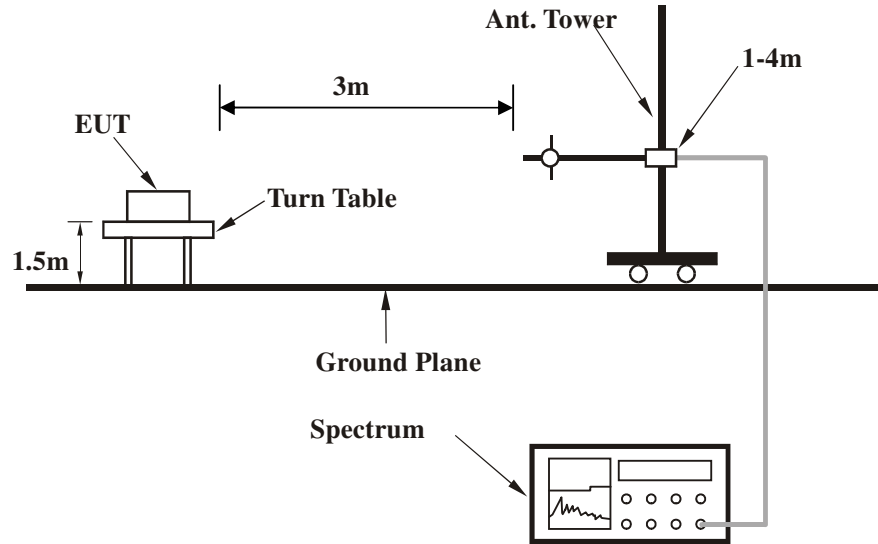 Ant. Tower
1-4m
3m
EUT
Turn Table
1.5m
Ground Plane
Spectrum